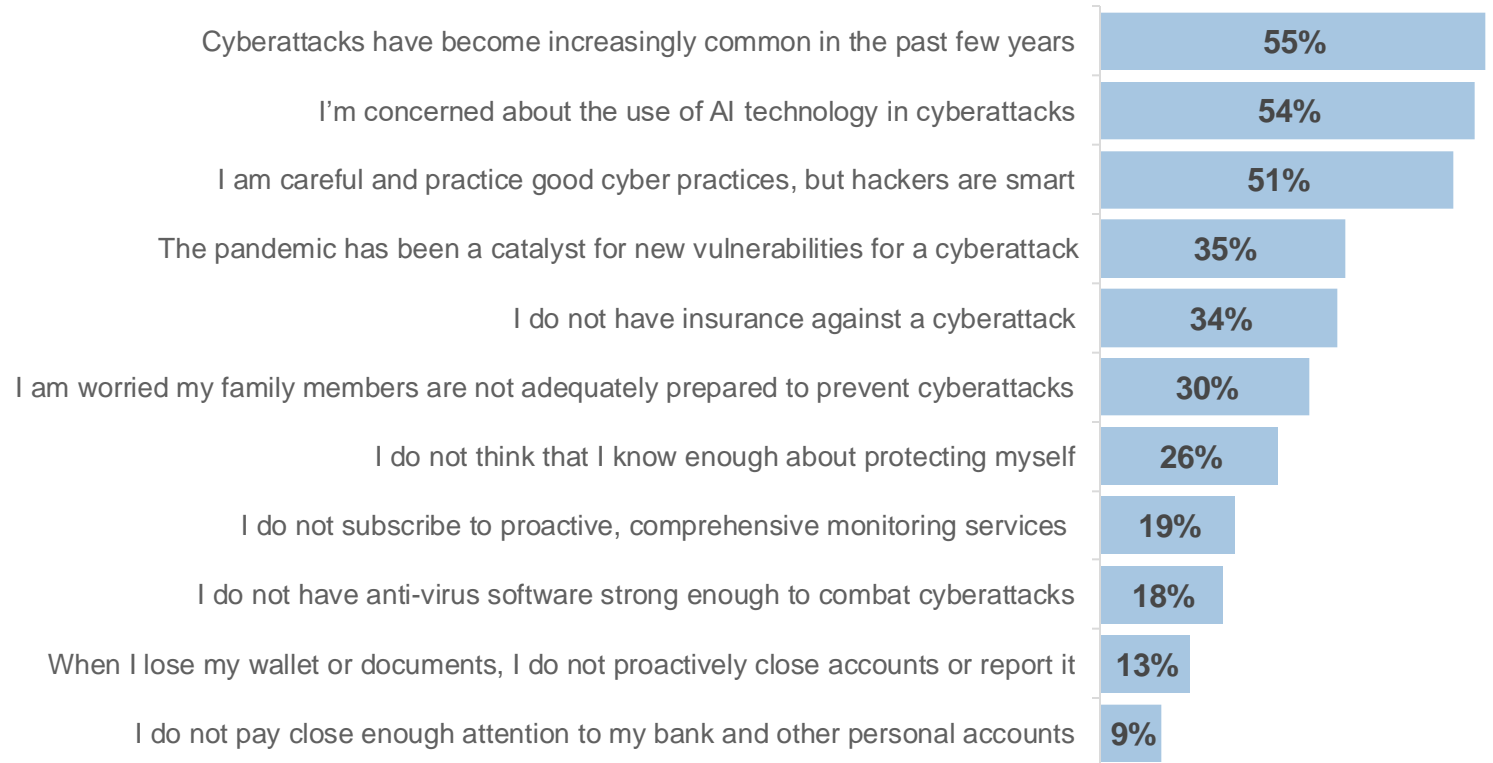 Cyberattacks have become increasingly common in the past few years 55%
I’m concerned about the use of AI technology in cyberattacks 54%
I am careful and practice good cyber practices, but hackers are smart 51%
The pandemic has been a catalyst for new vulnerabilities for a cyberattack 35%
I do not have insurance against a cyberattack 34%
I am worried my family members are not adequately prepared to prevent cyberattacks 30%
I do not think that I know enough about protecting myself 26%
I do not subscribe to proactive, comprehensive monitoring services 19%
I do not have anti-virus software strong enough to combat cyberattacks 18%
When I lose my wallet or documents, I do not proactively close accounts or report it 13%
I do not pay close enough attention to my bank and other personal accounts 9%